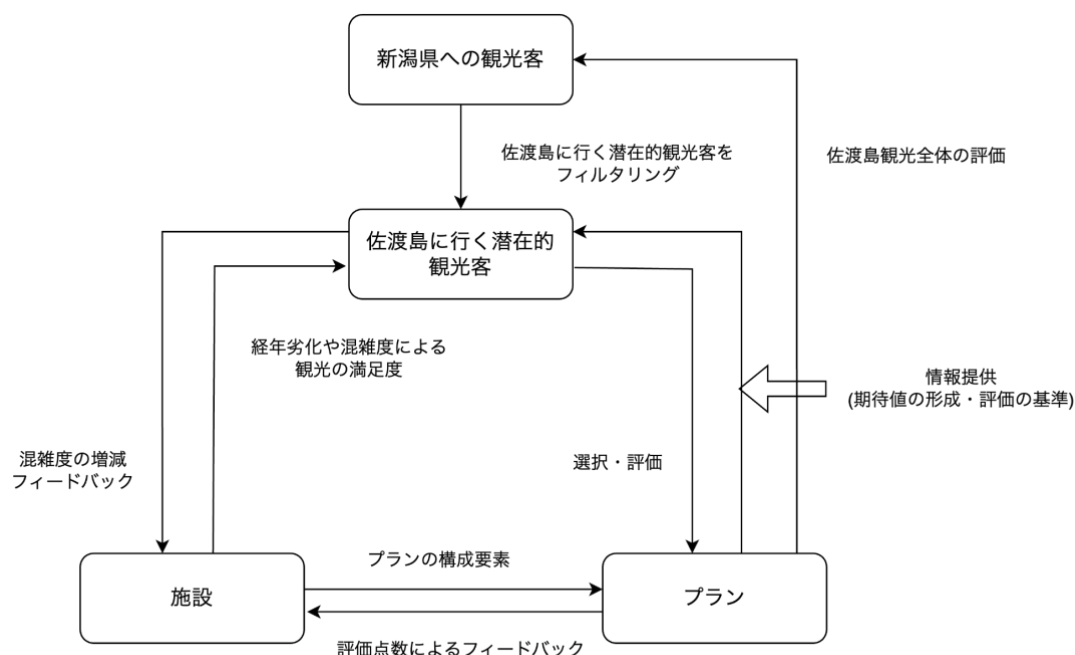 新潟県への観光客
佐渡島に行く潜在的観光客を
フィルタリング
佐渡島観光全体の評価
佐渡島に行く潜在的
観光客
経年劣化や混雑度による
観光の満足度
情報提供
(期待値の形成・評価の基準)
混雑度の増減
フィードバック
選択・評価
プランの構成要素
施設
プラン
評価点数によるフィードバック